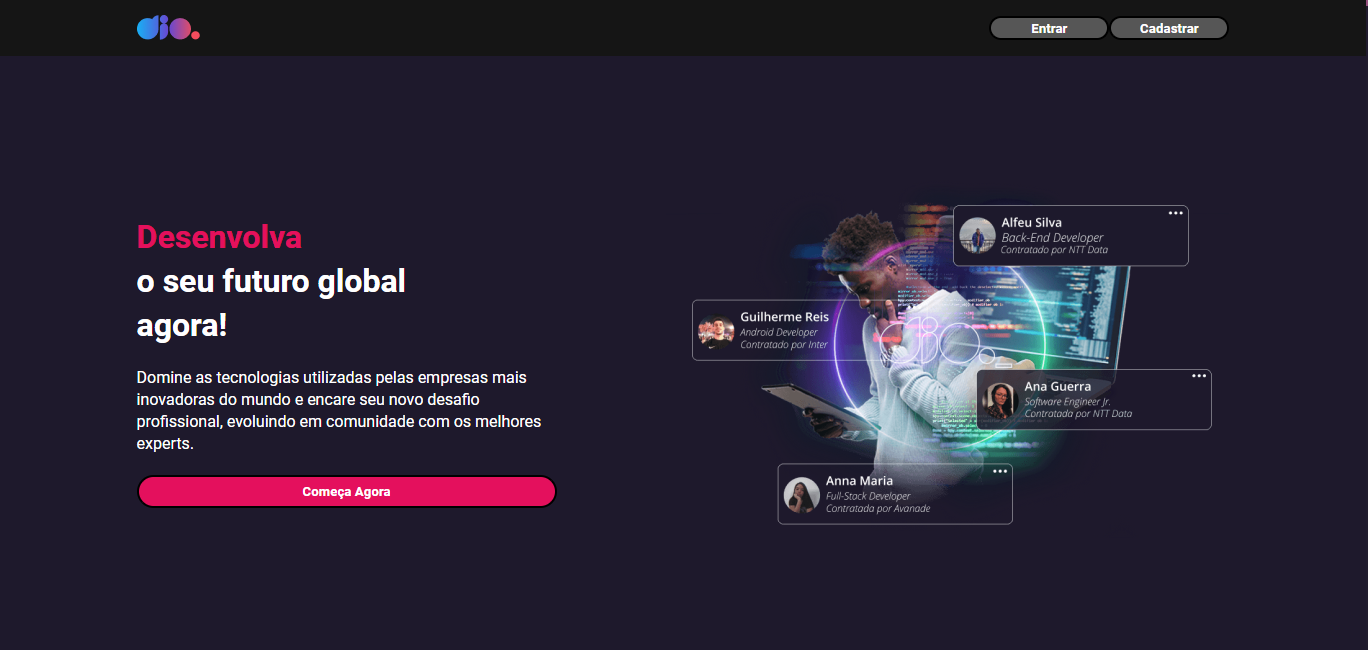 dio.
Entrar
Cadastrar
Desenvolva
o seu futuro global
agora!
Domine as tecnologias utilizadas pelas empresas mais
inovadoras do mundo e encare seu novo desafio
profissional, evoluindo em comunidade com os melhores
experts.
Começa Agora
Alfeu Silva
Back-End Developer
Contratado por NTT Data
Guilherme Reis
Android Developer
Contratado por Inter
dio.
Ana Guerra
Software Engineer Jr.
Contratada por NTT Data
Anna Maria
Full-Stack Developer
Contratada por Avanade